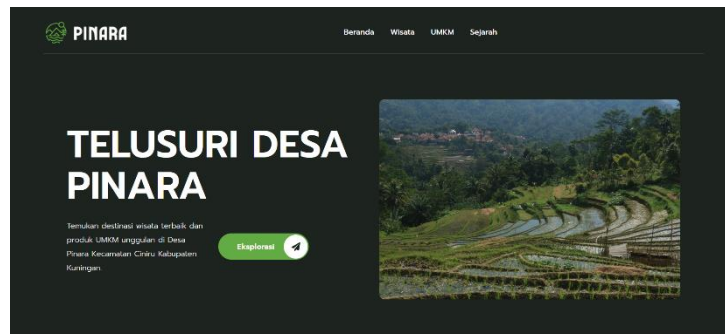 PINARA
Beranda Wisata UMKM Sejarah
TELUSURI DESA
PINARA
Temukan destinasi wisata terbaik dan
produk UMKM unggulan di Desa
Pinara Kecamatan Ciniru Kabupaten
Kuningan.
Eksplorasi